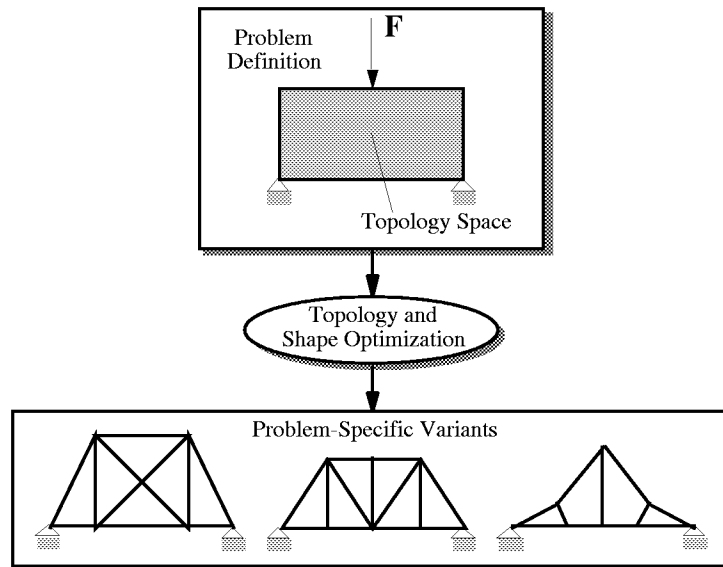 F
Problem
Definition
Topology Space
Topology and
Shape Optimization
Problem-Specific Variants